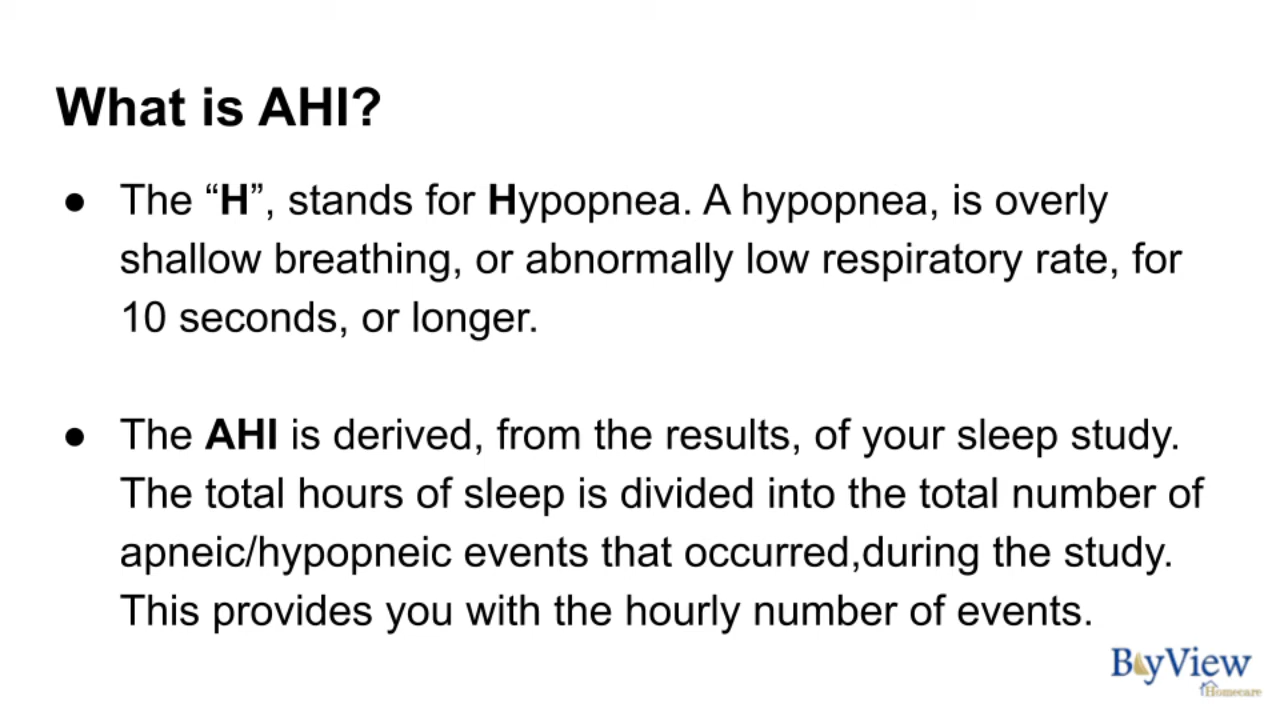 What is AHI?
● The “H”, stands for Hypopnea. A hypopnea, is overly
shallow breathing, or abnormally low respiratory rate, for
10 seconds, or longer.
● The AHI is derived, from the results, of your sleep study.
The total hours of sleep is divided into the total number of
apneic/hypopneic events that occurred,during the study.
This provides you with the hourly number of events.
BayView
Homecare